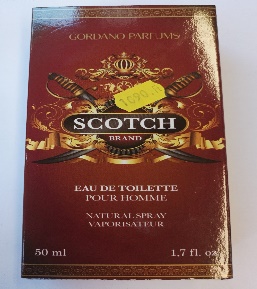 GORDANO PARFUMS
SCOTCH
BRAND
EAU DE TOILETTE
POUR HOMME
NATURAL SPRAY
VAPORISATEUR
50 ml 1,7 fl. oz